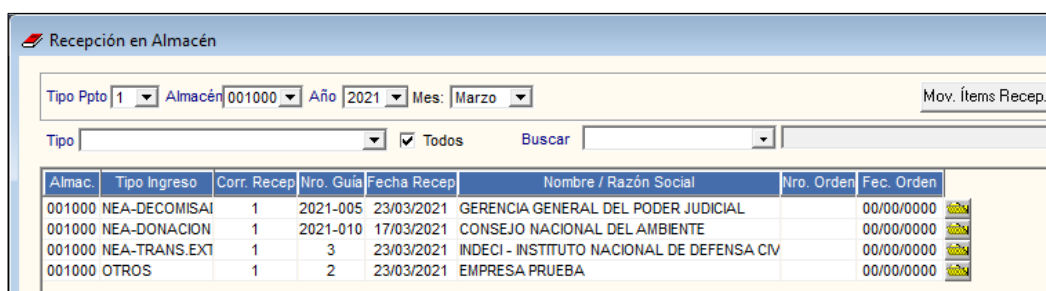 Recepción en Almacén
Tipo Ppto 1 Almacén 001000 Año 2021 Mes: Marzo Mov. Ítems Recep.
Tipo Todos Buscar
Almac. Tipo Ingreso Corr. Recep Nro. Guía Fecha Recep Nombre / Razón Social Nro. Orden Fec. Orden
001000 NEA-DECOMISAI 1 2021-005 23/03/2021 GERENCIA GENERAL DEL PODER JUDICIAL 00/00/0000
001000 NEA-DONACION 1 2021-010 17/03/2021 CONSEJO NACIONAL DEL AMBIENTE 00/00/0000
001000 NEA-TRANS.EXT 1 3 23/03/2021 INDECI - INSTITUTO NACIONAL DE DEFENSA CIV 00/00/0000
001000 OTROS 1 2 23/03/2021 EMPRESA PRUEBA 00/00/0000